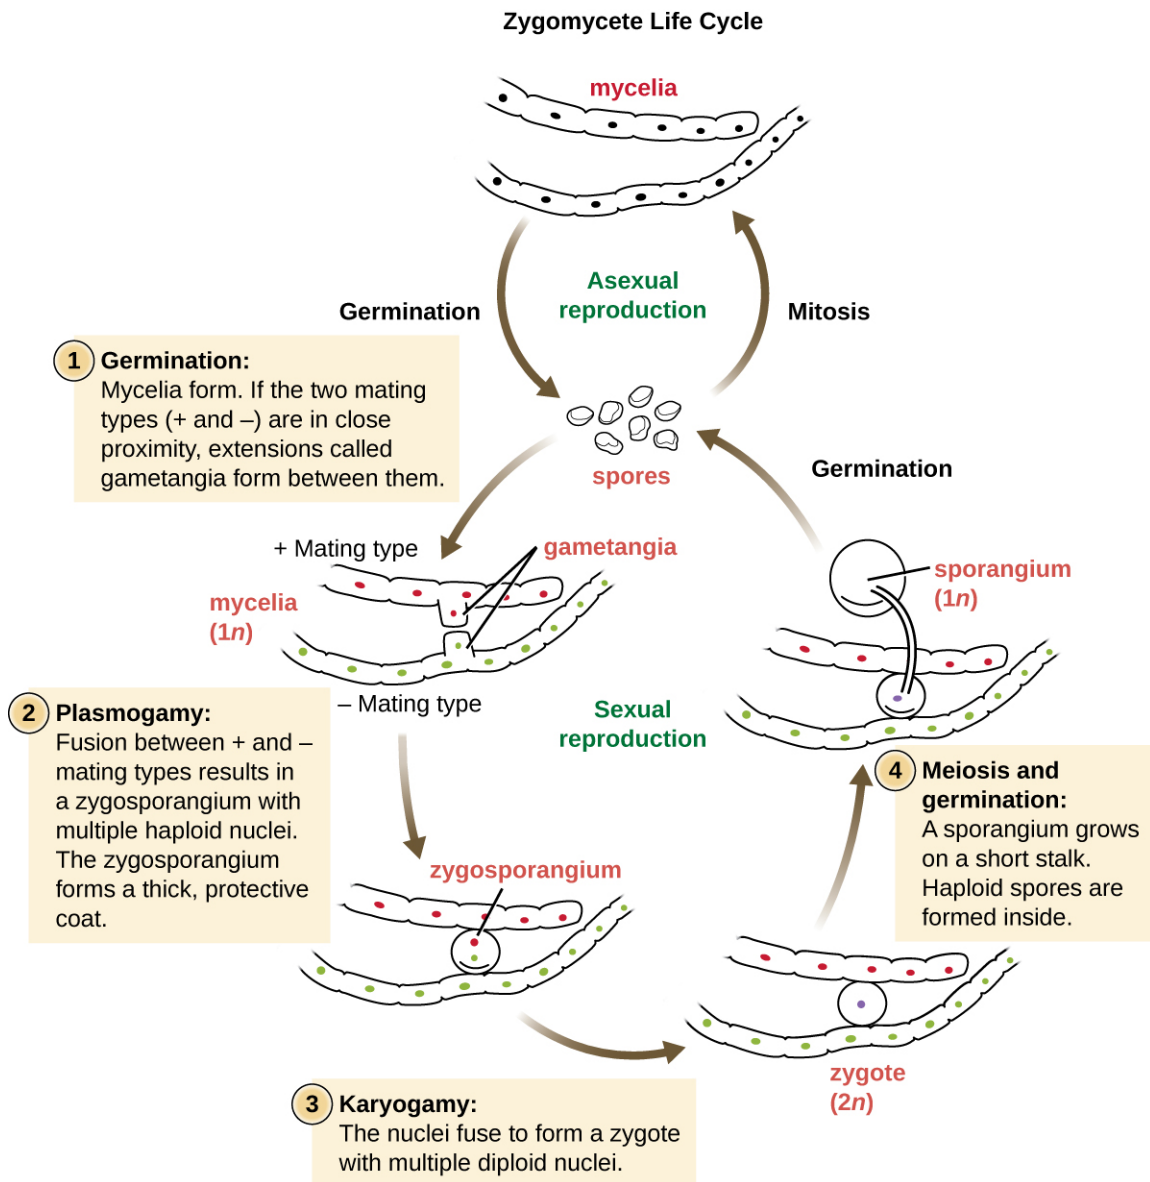 Zygomycete Life Cycle
mycelia
Asexual
reproduction
Germination
Mitosis
1
Germination:
Mycelia form. If the two mating
types (+ and –) are in close
proximity, extensions called
gametangia form between them.
spores
Germination
+ Mating type
gametangia
mycelia
(1n)
sporangium
(1n)
– Mating type
2
Plasmogamy:
Fusion between + and –
mating types results in
a zygosporangium with
multiple haploid nuclei.
The zygosporangium
forms a thick, protective
coat.
Sexual
reproduction
4
Meiosis and
germination:
A sporangium grows
on a short stalk.
Haploid spores are
formed inside.
zygosporangium
zygote
(2n)
3
Karyogamy:
The nuclei fuse to form a zygote
with multiple diploid nuclei.